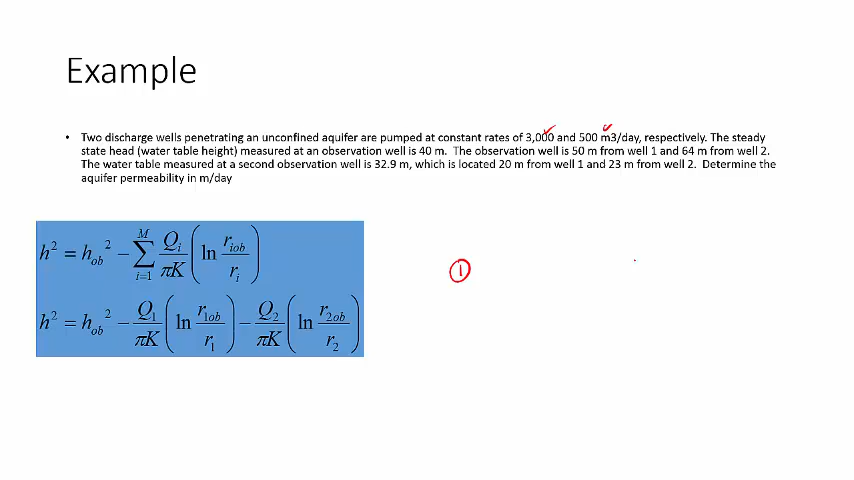 Example
• Two discharge wells penetrating an unconfined aquifer are pumped at constant rates of 3,000 and 500 m3/day, respectively. The steady
state head (water table height) measured at an observation well is 40 m.  The observation well is 50 m from well 1 and 64 m from well 2.
The water table measured at a second observation well is 32.9 m, which is located 20 m from well 1 and 23 m from well 2.  Determine the
aquifer permeability in m/day
h² = h_ob² − ∑_{i=1}^{M} Q_i/πK (ln r_iob/r_i)
①
h² = h_ob² − Q_1/πK (ln r_1ob/r_1) − Q_2/πK (ln r_2ob/r_2)